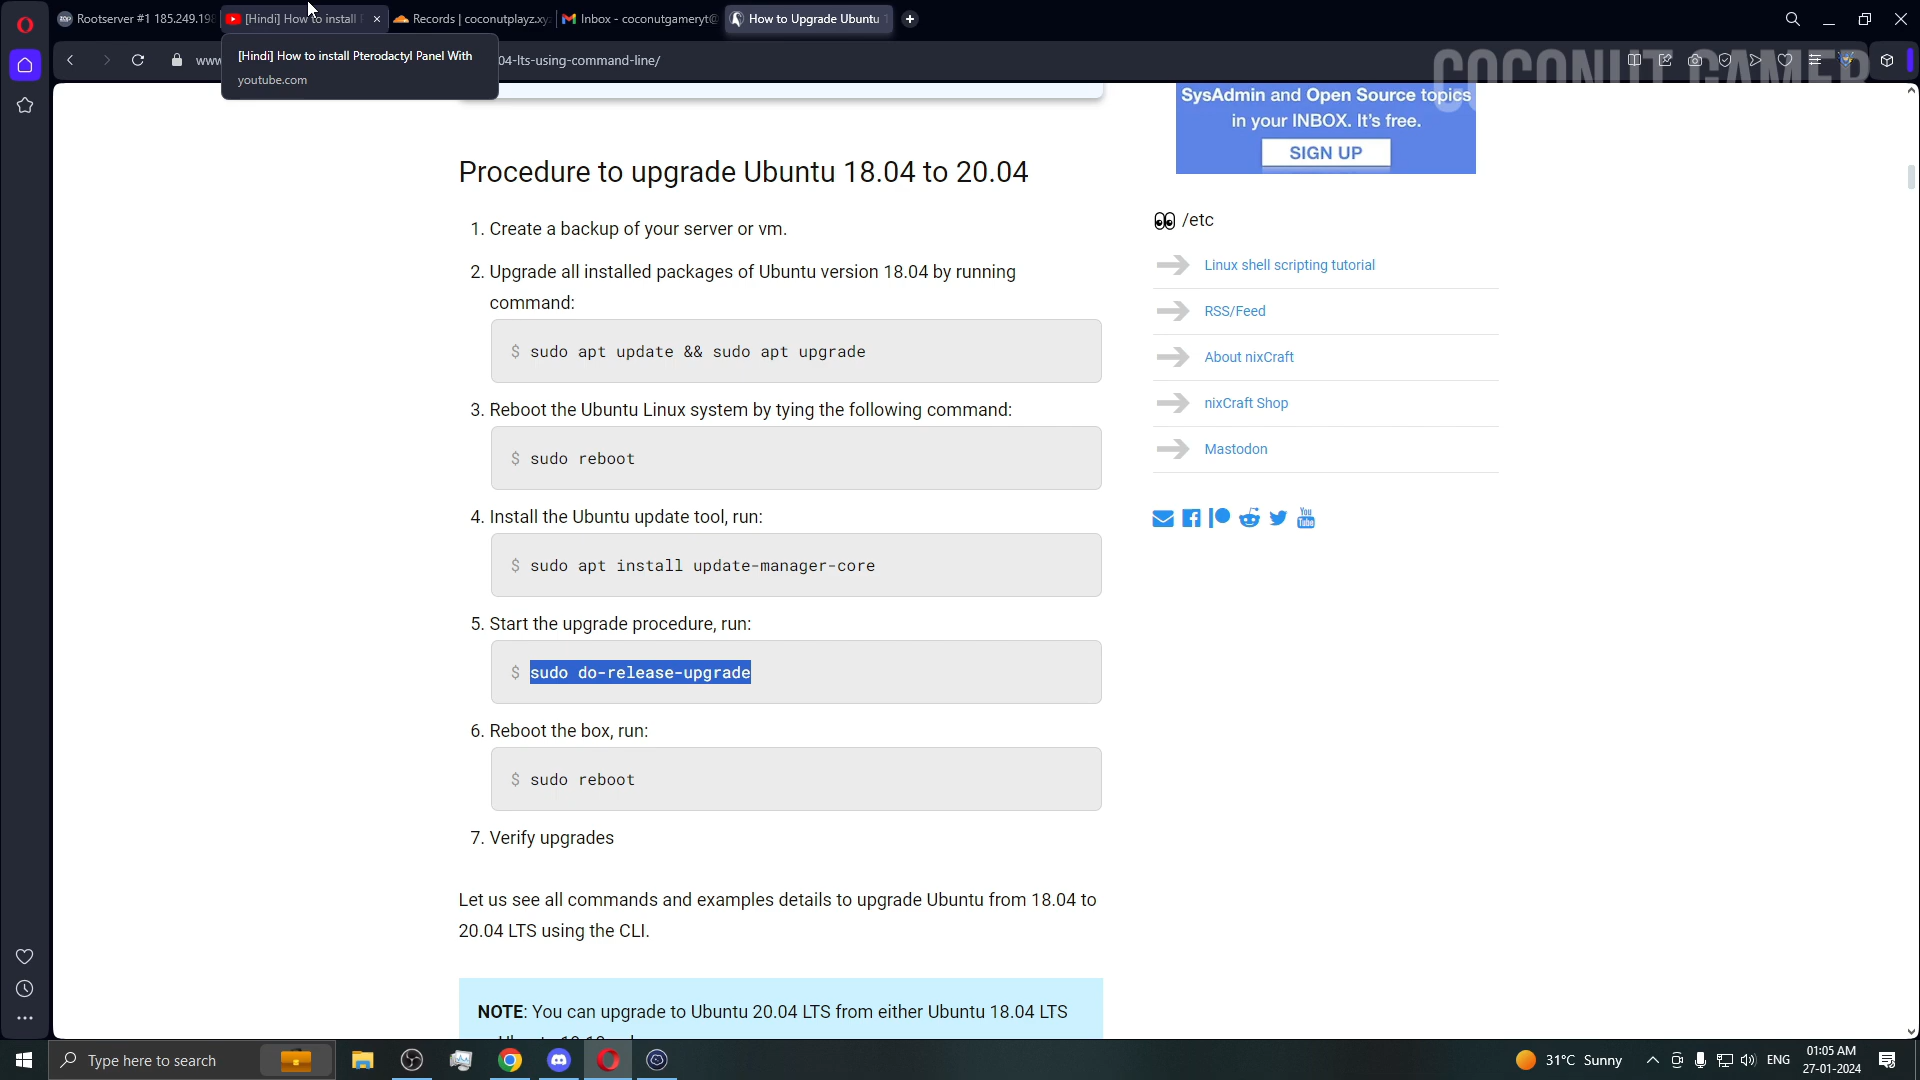 Rootserver #1 185.249.198
[Hindi] How to install P
Records | coconutplayz.xyz
Inbox - coconutgameryt@
How to Upgrade Ubuntu 1
[Hindi] How to install Pterodactyl Panel With
youtube.com
www
04-lts-using-command-line/
COCONUT GAMER
SysAdmin and Open Source topics
in your INBOX. It's free.
SIGN UP
Procedure to upgrade Ubuntu 18.04 to 20.04
1. Create a backup of your server or vm.
2. Upgrade all installed packages of Ubuntu version 18.04 by running
command:
$ sudo apt update && sudo apt upgrade
3. Reboot the Ubuntu Linux system by tying the following command:
$ sudo reboot
4. Install the Ubuntu update tool, run:
$ sudo apt install update-manager-core
5. Start the upgrade procedure, run:
$ sudo do-release-upgrade
6. Reboot the box, run:
$ sudo reboot
7. Verify upgrades
Let us see all commands and examples details to upgrade Ubuntu from 18.04 to
20.04 LTS using the CLI.
NOTE: You can upgrade to Ubuntu 20.04 LTS from either Ubuntu 18.04 LTS
/etc
Linux shell scripting tutorial
RSS/Feed
About nixCraft
nixCraft Shop
Mastodon
You
Tube
Type here to search
31°C Sunny
ENG
01:05 AM
27-01-2024